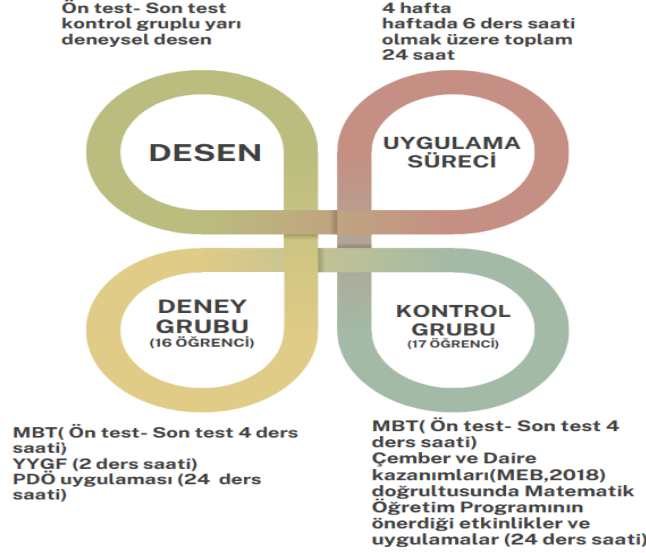 Ön test- Son test
kontrol gruplu yarı
deneysel desen
4 hafta
haftada 6 ders saati
olmak üzere toplam
24 saat
DESEN
UYGULAMA
SÜRECİ
DENEY
GRUBU
(16 ÖĞRENCİ)
KONTROL
GRUBU
(17 ÖĞRENCİ)
MBT( Ön test- Son test 4 ders
saati)
YYGF (2 ders saati)
PDÖ uygulaması (24 ders
saati)
MBT( Ön test- Son test 4
ders saati)
Çember ve Daire
kazanımları(MEB,2018)
doğrultusunda Matematik
Öğretim Programının
önerdiği etkinlikler ve
uygulamalar (24 ders saati)